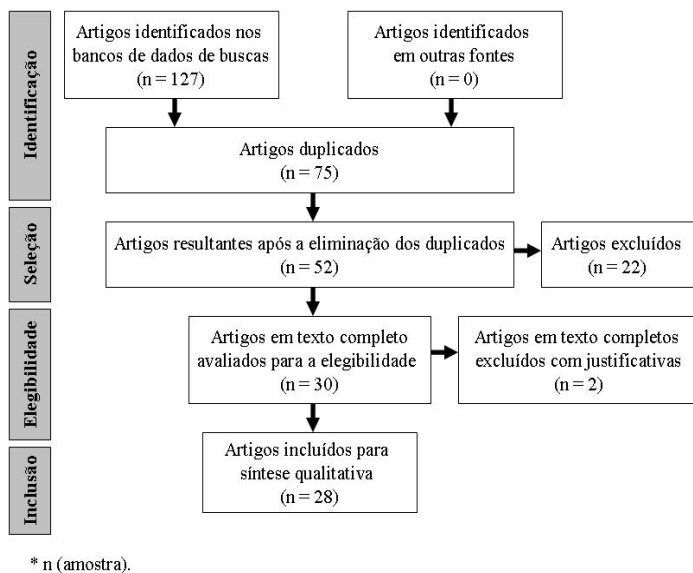 Identificação
Artigos identificados nos
bancos de dados de buscas
(n = 127)
Artigos identificados
em outras fontes
(n = 0)
Artigos duplicados
(n = 75)
Seleção
Artigos resultantes após a eliminação dos duplicados
(n = 52)
Artigos excluídos
(n = 22)
Elegibilidade
Artigos em texto completo
avaliados para a elegibilidade
(n = 30)
Artigos em texto completos
excluídos com justificativas
(n = 2)
Inclusão
Artigos incluídos para
síntese qualitativa
(n = 28)
* n (amostra).